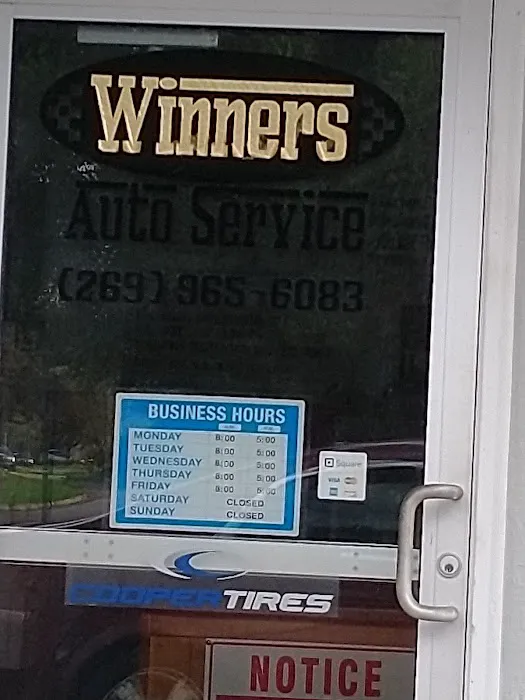 Winners
Auto Service
(269) 965-6083
BUSINESS HOURS
MONDAY 8:00 5:00
TUESDAY 8:00 5:00
WEDNESDAY 8:00 5:00
THURSDAY 8:00 5:00
FRIDAY 8:00 5:00
SATURDAY CLOSED
SUNDAY CLOSED
Square
VISA
COOPER TIRES
NOTICE